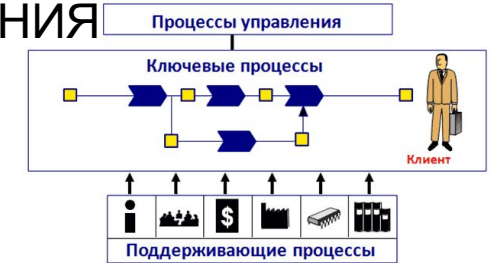 НИЯ
Процессы управления
Ключевые процессы
Клиент
$
Поддерживающие процессы